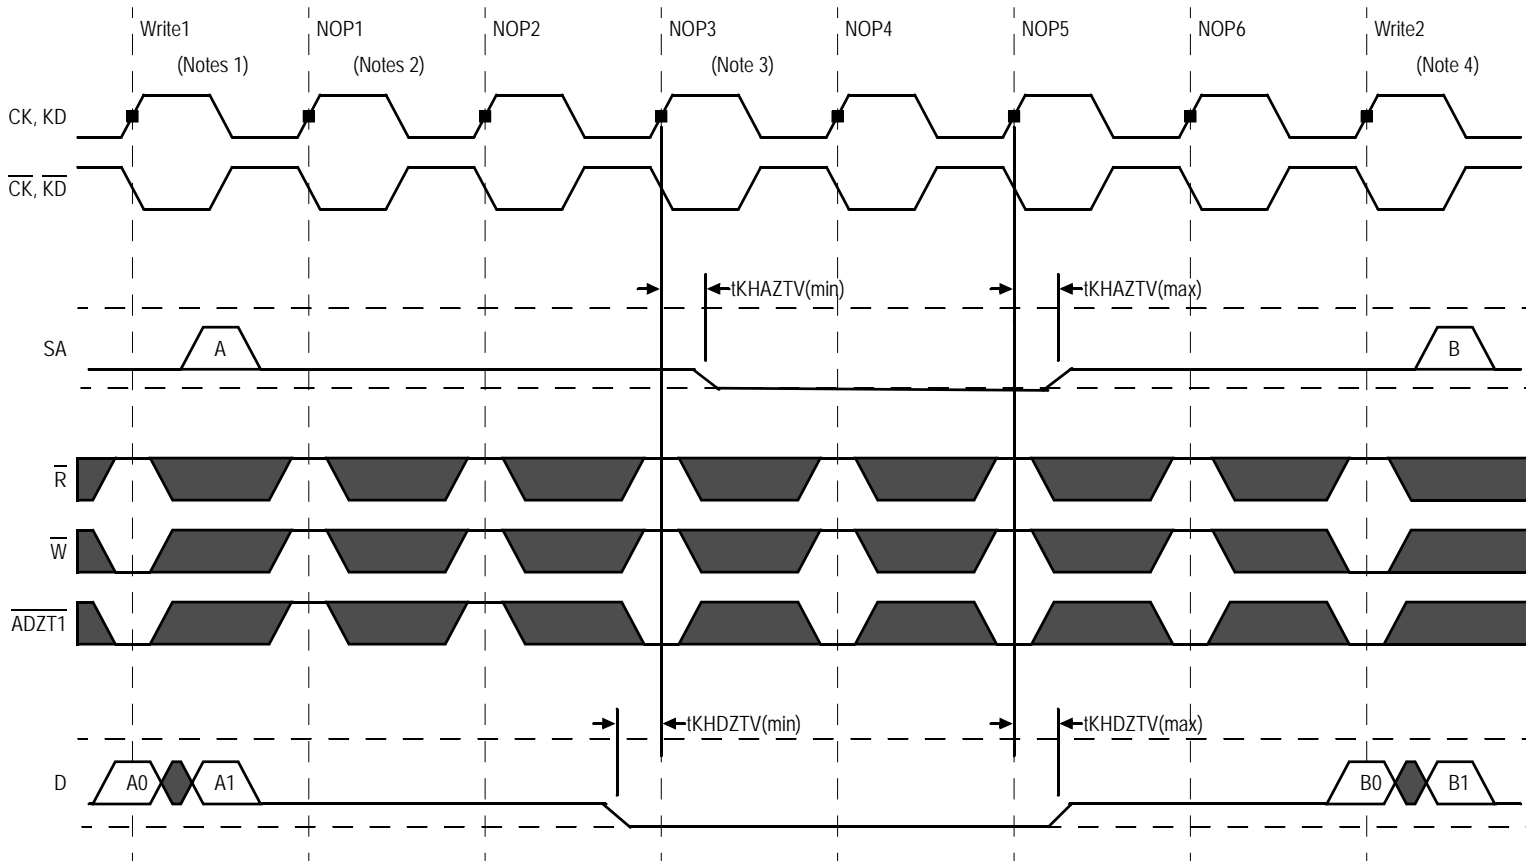 Write1 NOP1 NOP2 NOP3 NOP4 NOP5 NOP6 Write2
(Notes 1) (Notes 2) (Note 3) (Note 4)
CK, KD
CK, KD
tKHAZTV(min) tKHAZTV(max)
SA A B
R
W
ADZT1
tKHDZTV(min) tKHDZTV(max)
D A0 A1 B0 B1